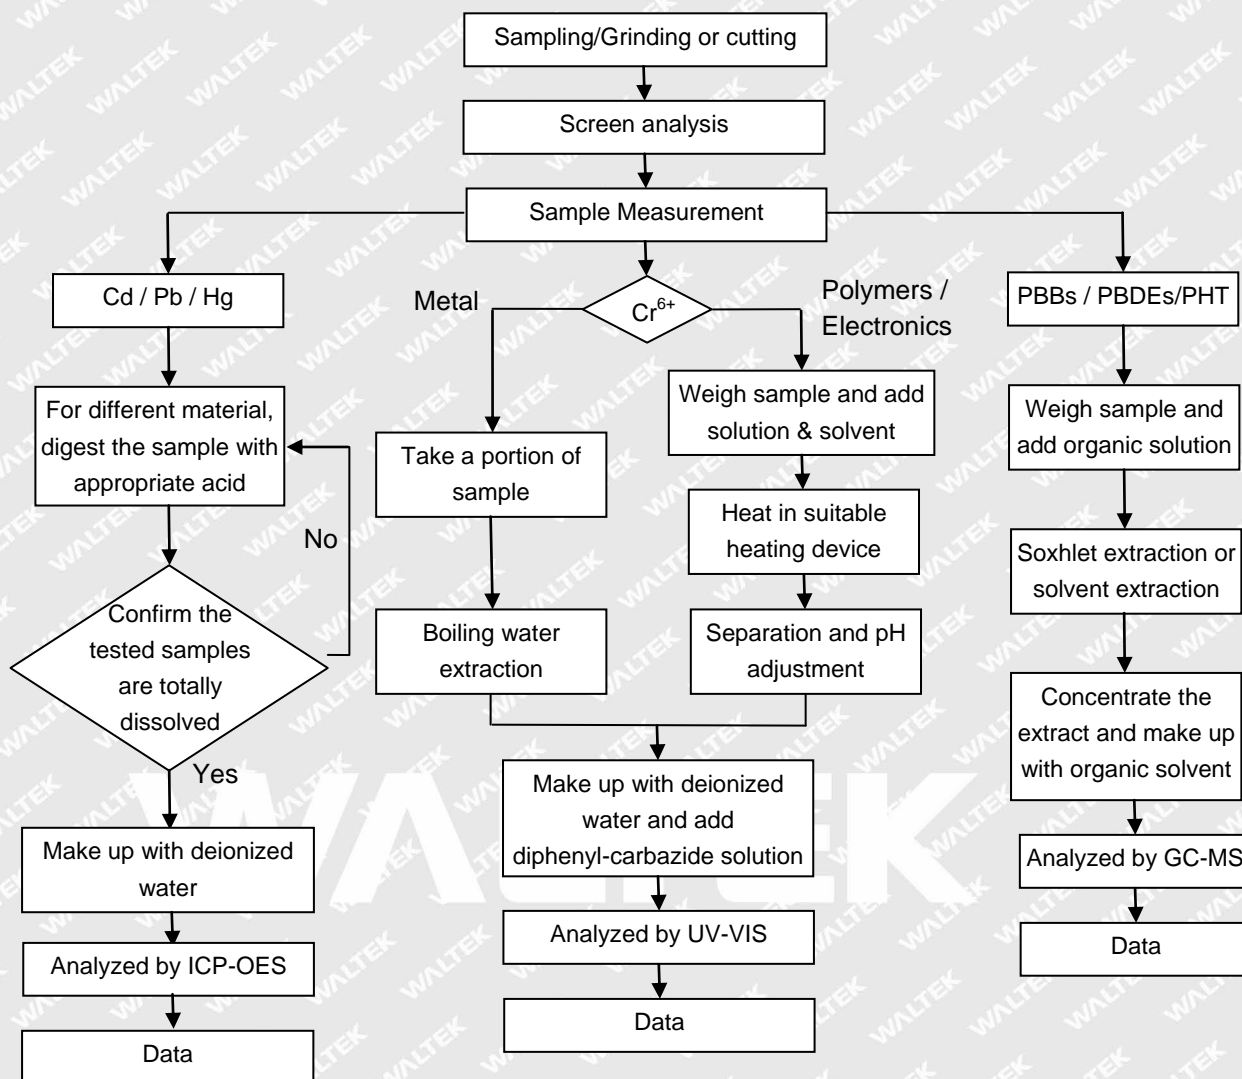 Sampling/Grinding or cutting
Screen analysis
Sample Measurement
Cd / Pb / Hg
For different material,
digest the sample with
appropriate acid
No
Confirm the
tested samples
are totally
dissolved
Yes
Make up with deionized
water
Analyzed by ICP-OES
Data
Cr6+
Metal
Take a portion of
sample
Boiling water
extraction
Polymers /
Electronics
Weigh sample and add
solution & solvent
Heat in suitable
heating device
Separation and pH
adjustment
Make up with deionized
water and add
diphenyl-carbazide solution
Analyzed by UV-VIS
Data
PBBs / PBDEs/PHT
Weigh sample and
add organic solution
Soxhlet extraction or
solvent extraction
Concentrate the
extract and make up
with organic solvent
Analyzed by GC-MS
Data
WALTEK